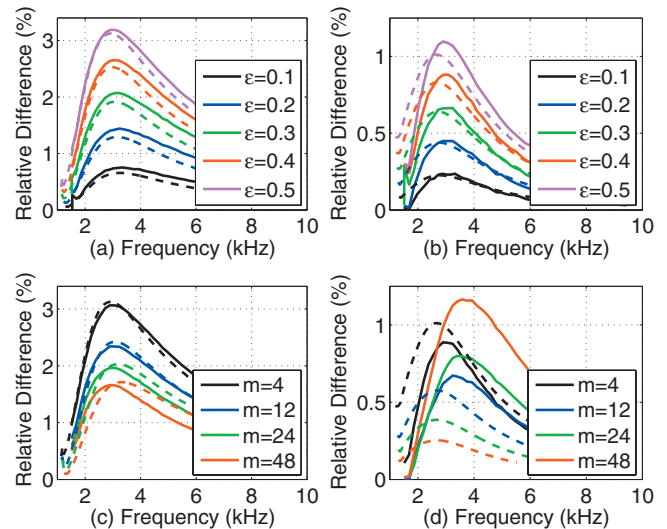 Relative Difference (%)
3
2
1
0
2
4
6
8
10
(a) Frequency (kHz)
ε=0.1
ε=0.2
ε=0.3
ε=0.4
ε=0.5
Relative Difference (%)
1
0.5
0
2
4
6
8
10
(b) Frequency (kHz)
ε=0.1
ε=0.2
ε=0.3
ε=0.4
ε=0.5
Relative Difference (%)
3
2
1
0
2
4
6
8
10
(c) Frequency (kHz)
m=4
m=12
m=24
m=48
Relative Difference (%)
1
0.5
0
2
4
6
8
10
(d) Frequency (kHz)
m=4
m=12
m=24
m=48